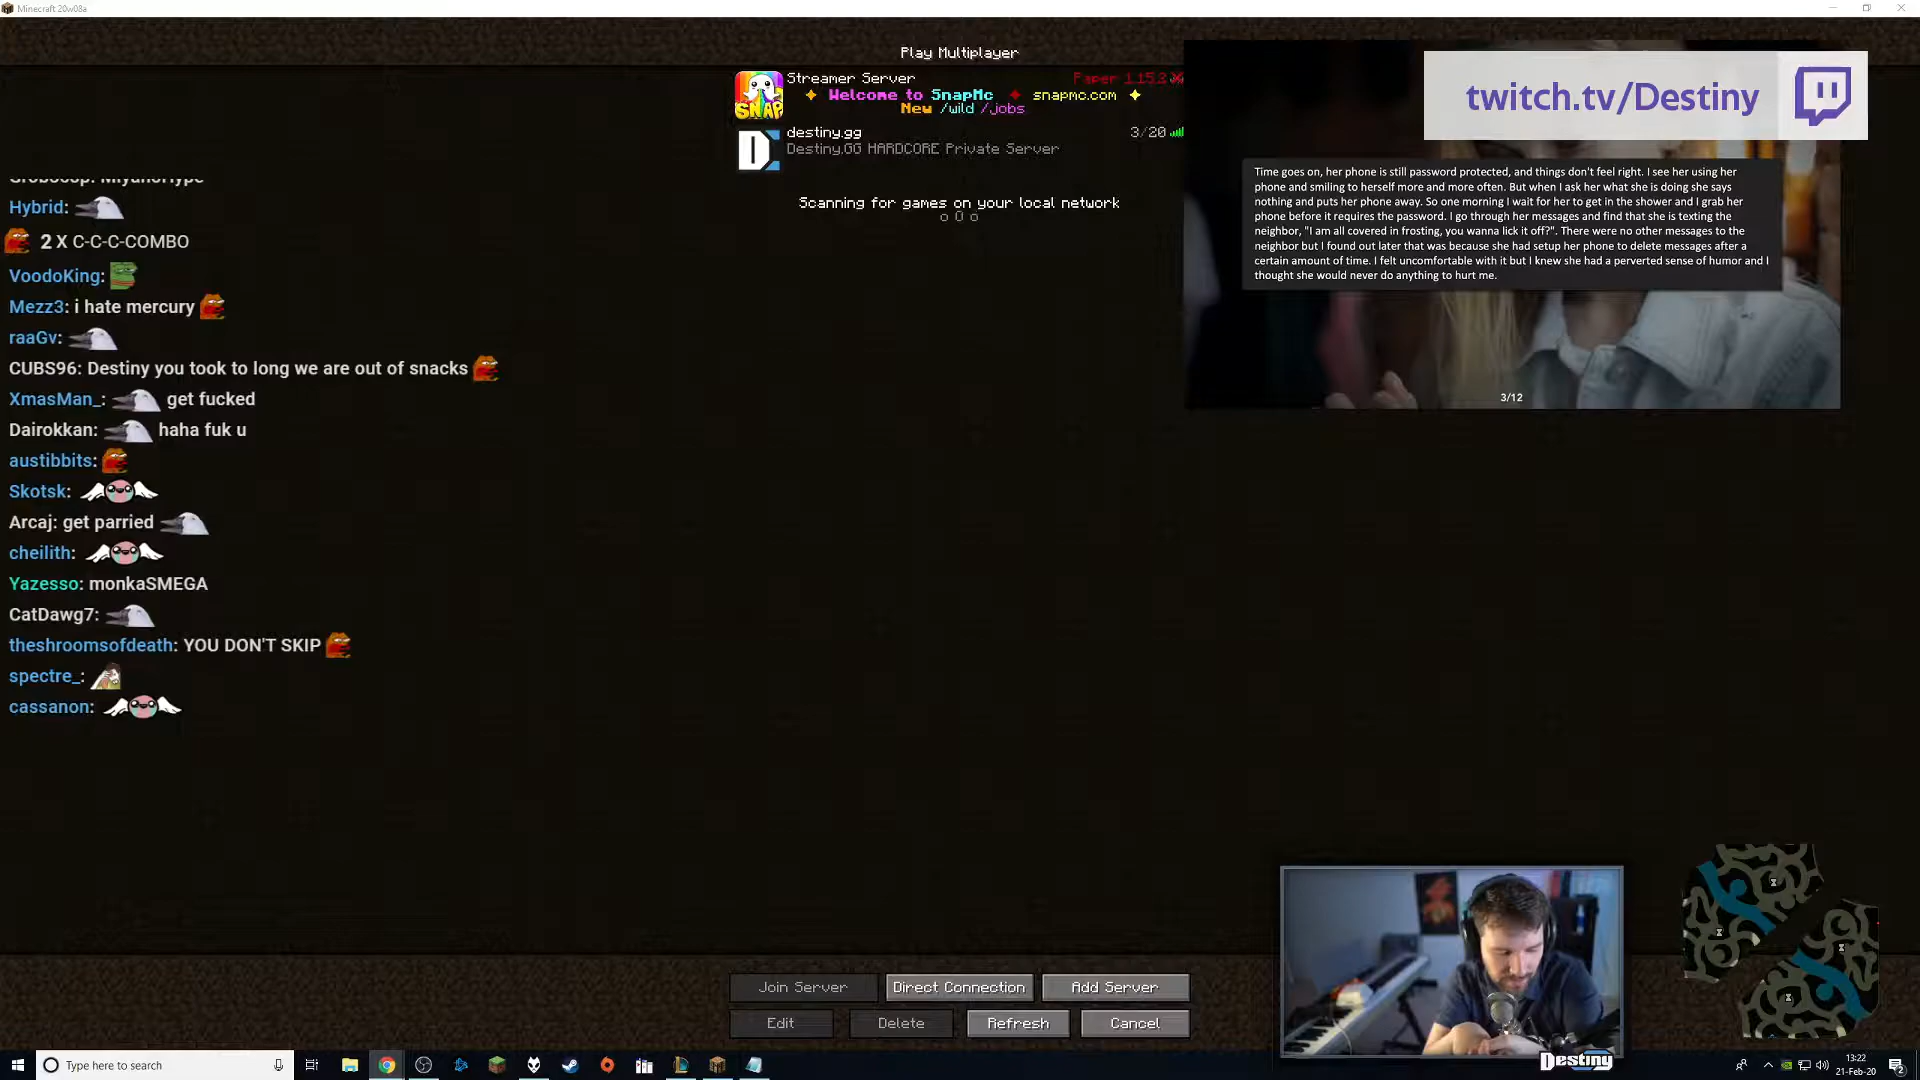 Minecraft 20w08a
Play Multiplayer
Streamer Server
Paper 1.15.2
Welcome to SnapMc snapmc.com
New /wild /jobs
SNAP
destiny.gg
3/20
Destiny.GG HARDCORE Private Server
Scanning for games on your local network
twitch.tv/Destiny
Time goes on, her phone is still password protected, and things don't feel right. I see her using her
phone and smiling to herself more and more often. But when I ask her what she is doing she says
nothing and puts her phone away. So one morning I wait for her to get in the shower and I grab her
phone before it requires the password. I go through her messages and find that she is texting the
neighbor, "I am all covered in frosting, you wanna lick it off?". There were no other messages to the
neighbor but I found out later that was because she had setup her phone to delete messages after a
certain amount of time. I felt uncomfortable with it but I knew she had a perverted sense of humor and I
thought she would never do anything to hurt me.
3/12
Hybrid:
2 X C-C-C-COMBO
VoodoKing:
Mezz3: i hate mercury
raaGv:
CUBS96: Destiny you took to long we are out of snacks
XmasMan_: get fucked
Dairokkan: haha fuk u
austibbits:
Skotsk:
Arcaj: get parried
cheilith:
Yazesso: monkaSMEGA
CatDawg7:
theshroomsofdeath: YOU DON'T SKIP
spectre_:
cassanon:
Join Server
Direct Connection
Add Server
Edit
Delete
Refresh
Cancel
Destiny
Type here to search
13:22
21-Feb-20
2